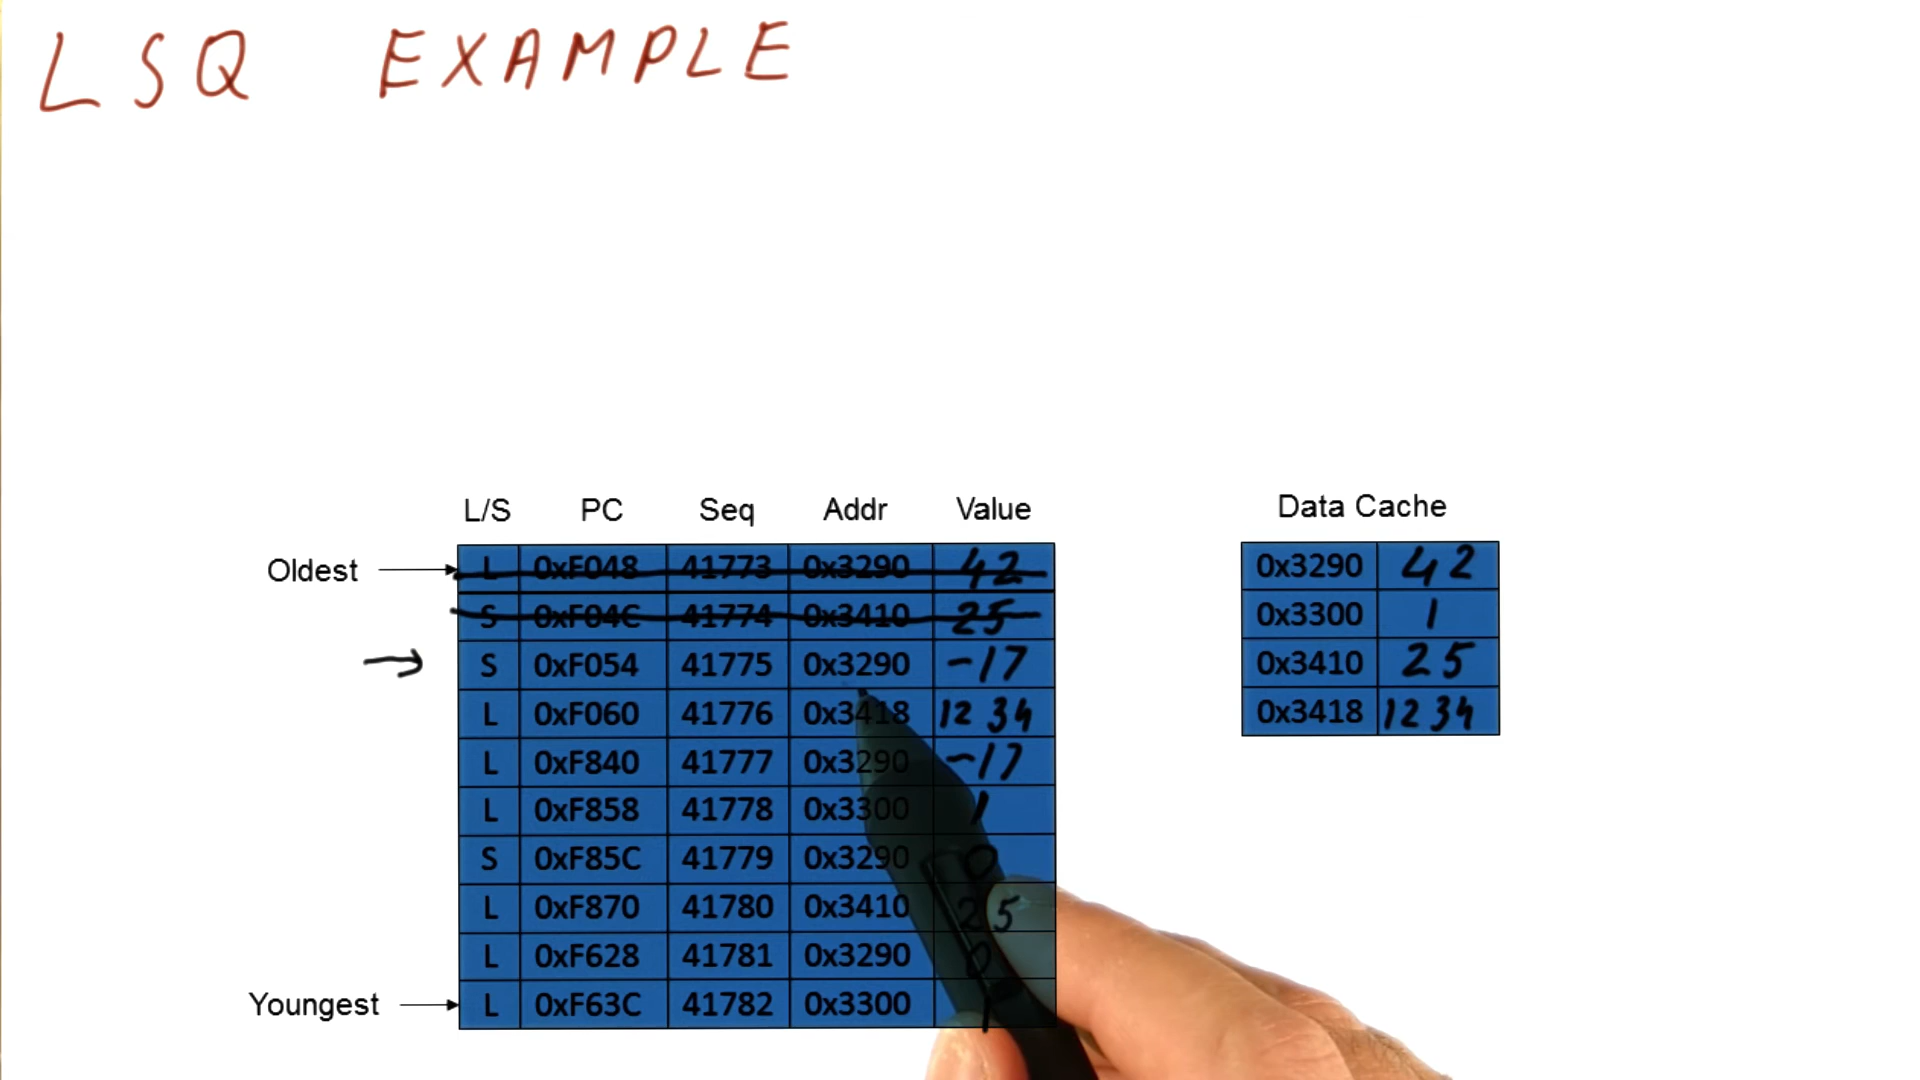 LSQ EXAMPLE
L/S PC Seq Addr Value
Data Cache
Oldest L 0xF048 41773 0x3290 42
S 0xF04C 41774 0x3410 25
S 0xF054 41775 0x3290 -17
L 0xF060 41776 0x3418 1234
L 0xF840 41777 0x3290 -17
L 0xF858 41778 0x3300 1
S 0xF85C 41779 0x3290 0
L 0xF870 41780 0x3410 25
L 0xF628 41781 0x3290 0
Youngest L 0xF63C 41782 0x3300 1
0x3290 42
0x3300 1
0x3410 25
0x3418 1234